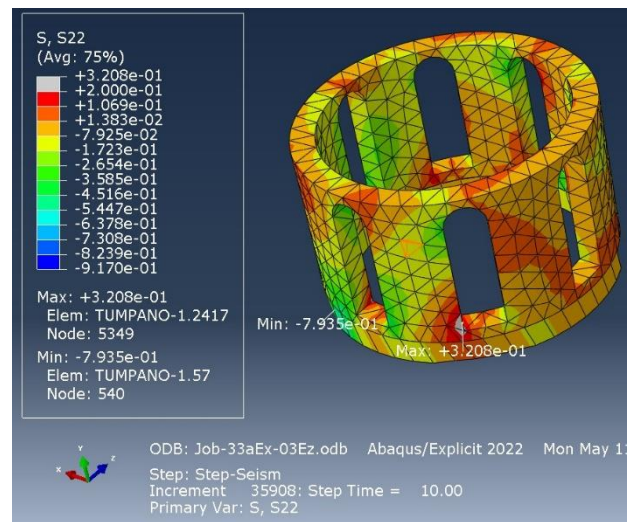 S, S22
(Avg: 75%)
+3.208e-01
+2.000e-01
+1.069e-01
+1.383e-02
-7.925e-02
-1.723e-01
-2.654e-01
-3.585e-01
-4.516e-01
-5.447e-01
-6.378e-01
-7.308e-01
-8.239e-01
-9.170e-01
Max: +3.208e-01
Elem: TUMPANO-1.2417
Node: 5349
Min: -7.935e-01
Elem: TUMPANO-1.57
Node: 540
Min: -7.935e-01
Max: +3.208e-01
Y
X
Z
ODB: Job-33aEx-03Ez.odb Abaqus/Explicit 2022 Mon May 1
Step: Step-Seism
Increment 35908: Step Time = 10.00
Primary Var: S, S22